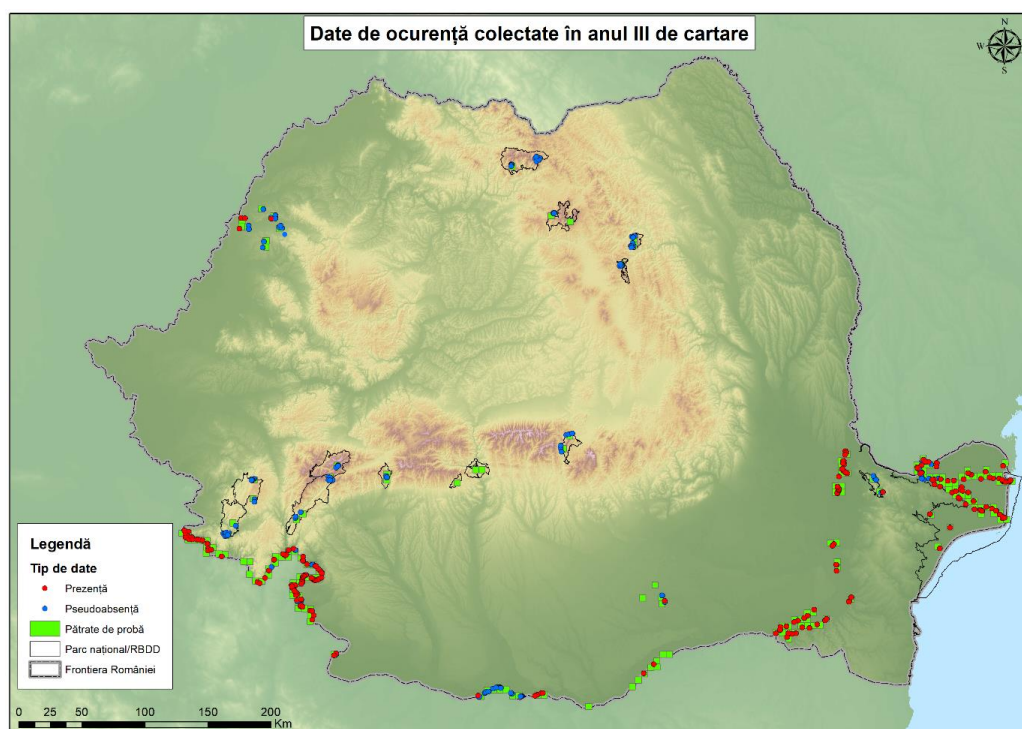 Date de ocurență colectate în anul III de cartare
N
W
E
S
Legendă
Tip de date
Prezență
Pseudoabsență
Pătrate de probă
Parc național/RBDD
Frontiera României
0 25 50 100 150 200
Km